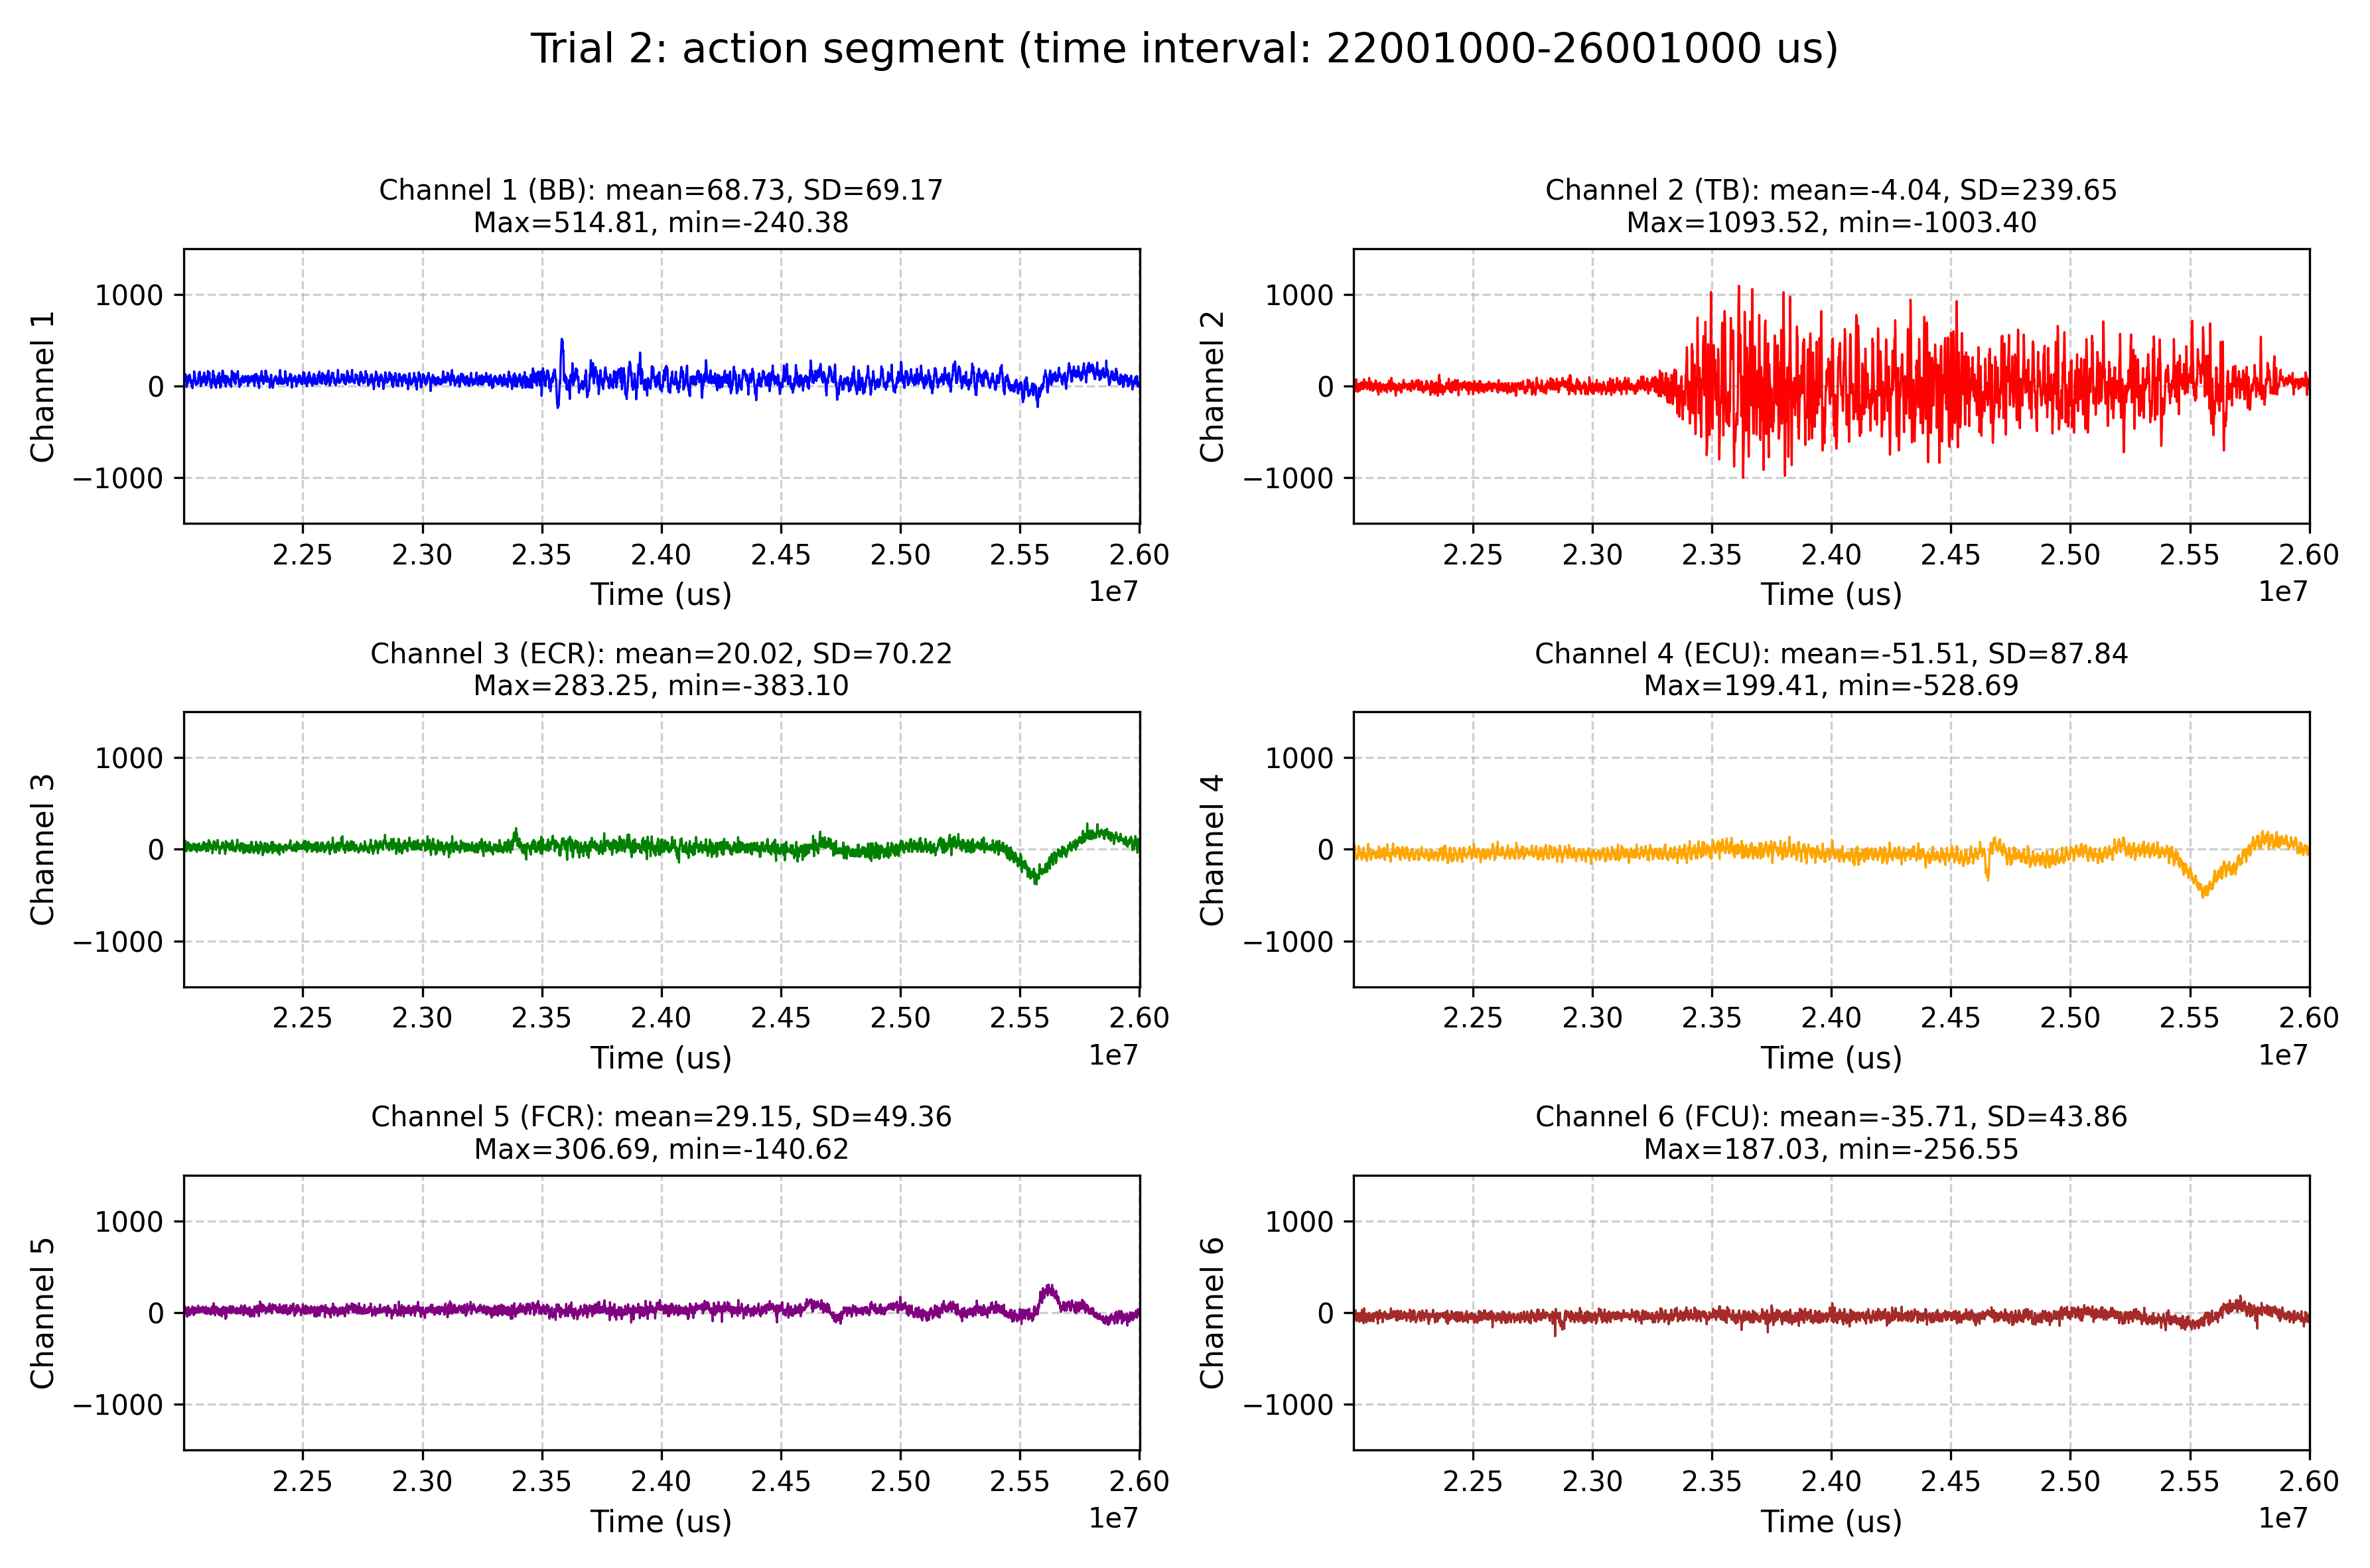 Trial 2: action segment (time interval: 22001000-26001000 us)
Channel 1 (BB): mean=68.73, SD=69.17
Max=514.81, min=-240.38
1000
0
−1000
Channel 1
2.25 2.30 2.35 2.40 2.45 2.50 2.55 2.60
Time (us)
1e7
Channel 2 (TB): mean=-4.04, SD=239.65
Max=1093.52, min=-1003.40
1000
0
−1000
Channel 2
2.25 2.30 2.35 2.40 2.45 2.50 2.55 2.60
Time (us)
1e7
Channel 3 (ECR): mean=20.02, SD=70.22
Max=283.25, min=-383.10
1000
0
−1000
Channel 3
2.25 2.30 2.35 2.40 2.45 2.50 2.55 2.60
Time (us)
1e7
Channel 4 (ECU): mean=-51.51, SD=87.84
Max=199.41, min=-528.69
1000
0
−1000
Channel 4
2.25 2.30 2.35 2.40 2.45 2.50 2.55 2.60
Time (us)
1e7
Channel 5 (FCR): mean=29.15, SD=49.36
Max=306.69, min=-140.62
1000
0
−1000
Channel 5
2.25 2.30 2.35 2.40 2.45 2.50 2.55 2.60
Time (us)
1e7
Channel 6 (FCU): mean=-35.71, SD=43.86
Max=187.03, min=-256.55
1000
0
−1000
Channel 6
2.25 2.30 2.35 2.40 2.45 2.50 2.55 2.60
Time (us)
1e7